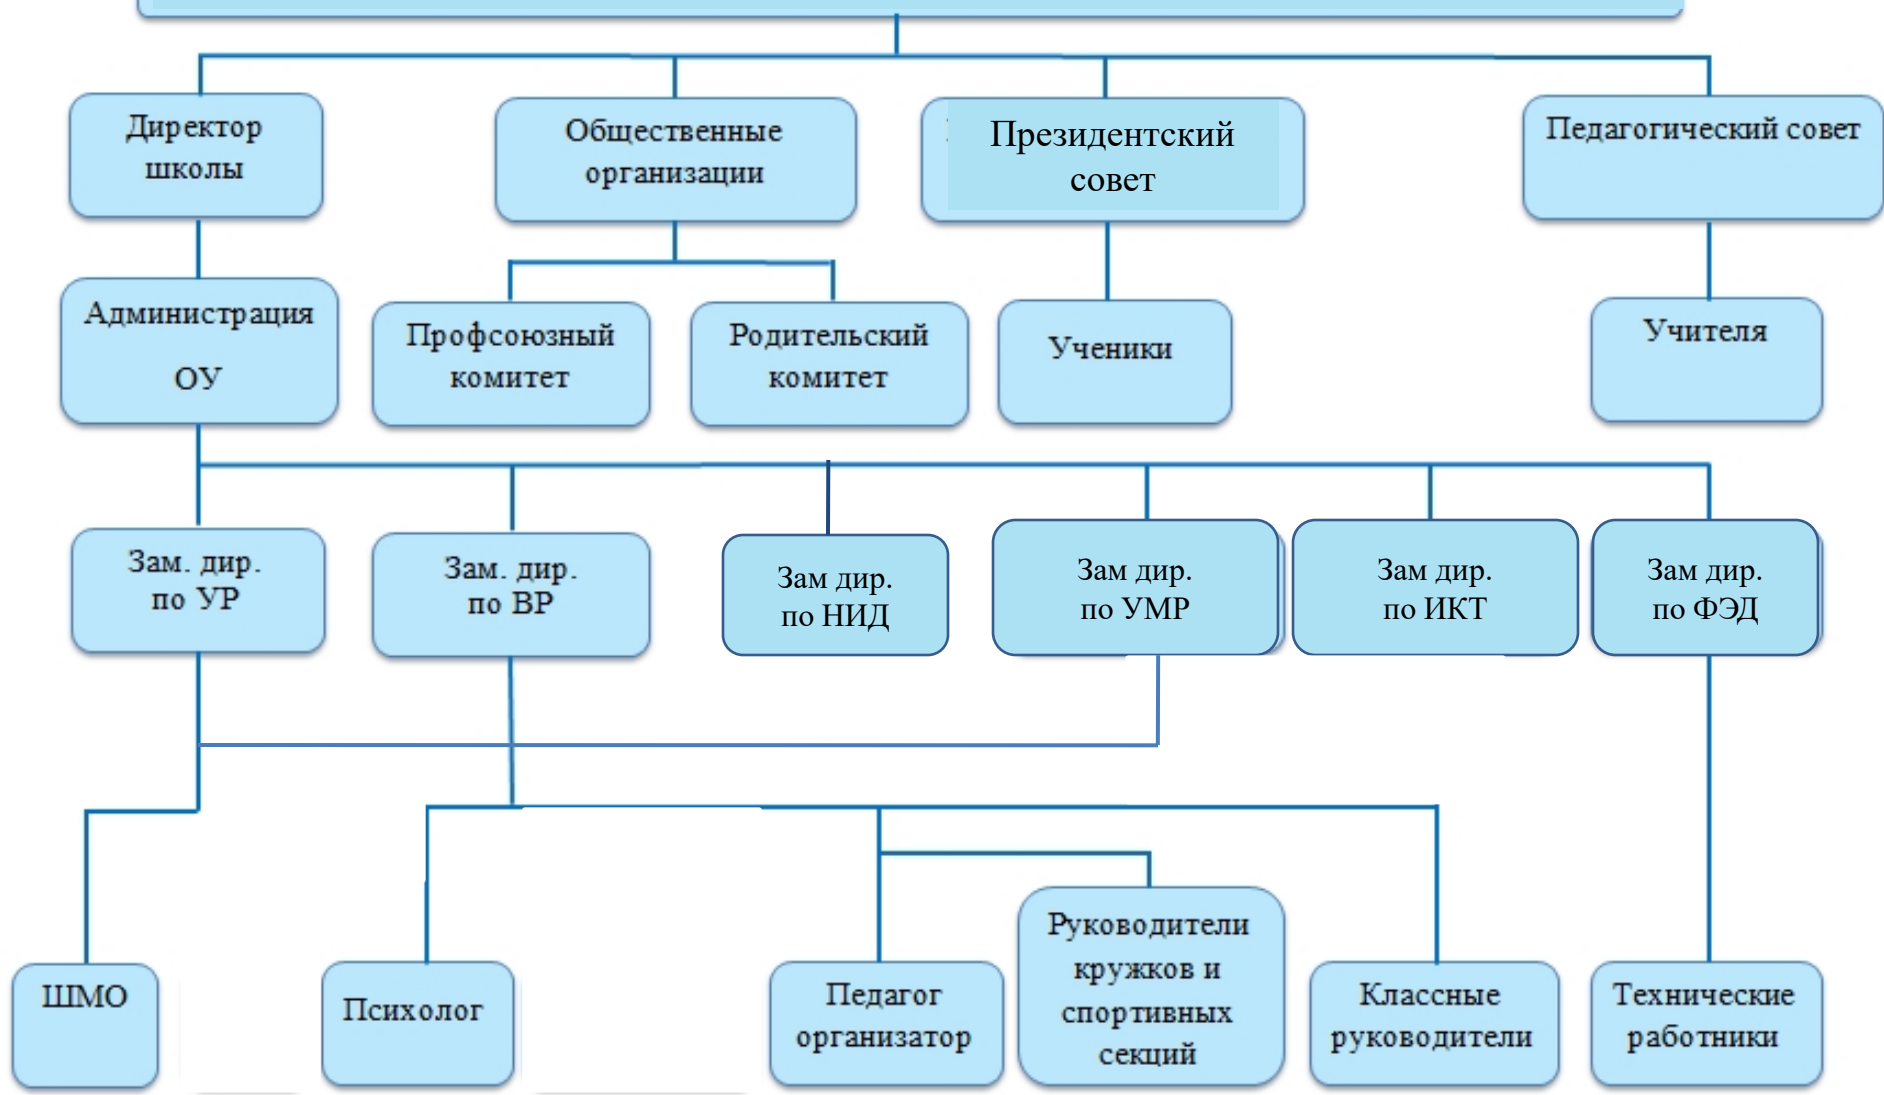 Директор
школы
Общественные
организации
Президентский
совет
Педагогический совет
Администрация
ОУ
Профсоюзный
комитет
Родительский
комитет
Ученики
Учителя
Зам. дир.
по УР
Зам. дир.
по ВР
Зам дир.
по НИД
Зам дир.
по УМР
Зам дир.
по ИКТ
Зам дир.
по ФЭД
ШМО
Психолог
Педагог
организатор
Руководители
кружков и
спортивных
секций
Классные
руководители
Технические
работники